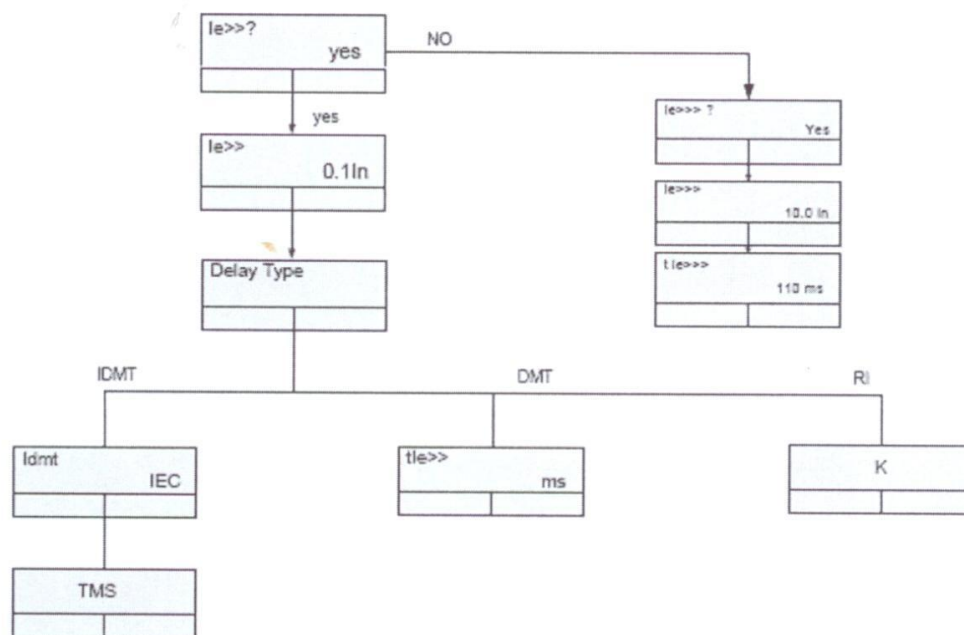 Ie>>?
yes
NO
yes
Ie>>
0.1In
Delay Type
Ie>>> ?
Yes
Ie>>>
10.0 In
tIe>>>
110 ms
IDMT
DMT
RI
Idmt
IEC
tIe>>
ms
K
TMS